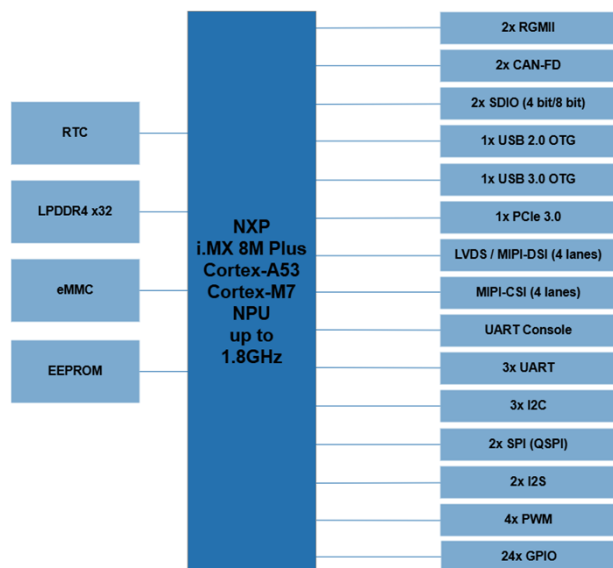 RTC
LPDDR4 x32
eMMC
EEPROM
NXP
i.MX 8M Plus
Cortex-A53
Cortex-M7
NPU
up to
1.8GHz
2x RGMII
2x CAN-FD
2x SDIO (4 bit/8 bit)
1x USB 2.0 OTG
1x USB 3.0 OTG
1x PCIe 3.0
LVDS / MIPI-DSI (4 lanes)
MIPI-CSI (4 lanes)
UART Console
3x UART
3x I2C
2x SPI (QSPI)
2x I2S
4x PWM
24x GPIO